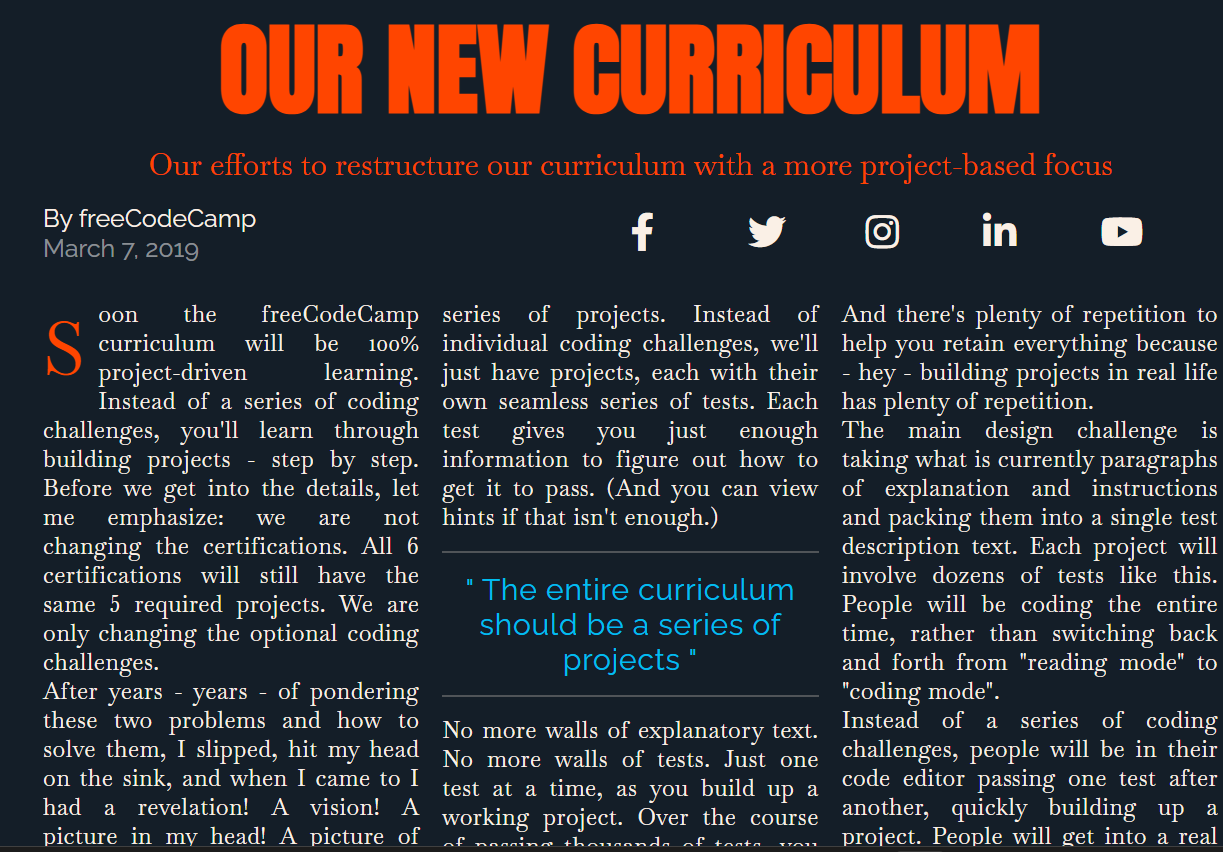 OUR NEW CURRICULUM
Our efforts to restructure our curriculum with a more project-based focus
By freeCodeCamp
March 7, 2019
Soon the freeCodeCamp
curriculum will be 100%
project-driven learning.
Instead of a series of coding
challenges, you'll learn through
building projects - step by step.
Before we get into the details, let
me emphasize: we are not
changing the certifications. All 6
certifications will still have the
same 5 required projects. We are
only changing the optional coding
challenges.
After years - years - of pondering
these two problems and how to
solve them, I slipped, hit my head
on the sink, and when I came to I
had a revelation! A vision! A
picture in my head! A picture of
series of projects. Instead of
individual coding challenges, we'll
just have projects, each with their
own seamless series of tests. Each
test gives you just enough
information to figure out how to
get it to pass. (And you can view
hints if that isn't enough.)
" The entire curriculum
should be a series of
projects "
No more walls of explanatory text.
No more walls of tests. Just one
test at a time, as you build up a
working project. Over the course
of passing thousands of tests, you
And there's plenty of repetition to
help you retain everything because
- hey - building projects in real life
has plenty of repetition.
The main design challenge is
taking what is currently paragraphs
of explanation and instructions
and packing them into a single test
description text. Each project will
involve dozens of tests like this.
People will be coding the entire
time, rather than switching back
and forth from "reading mode" to
"coding mode".
Instead of a series of coding
challenges, people will be in their
code editor passing one test after
another, quickly building up a
project. People will get into a real